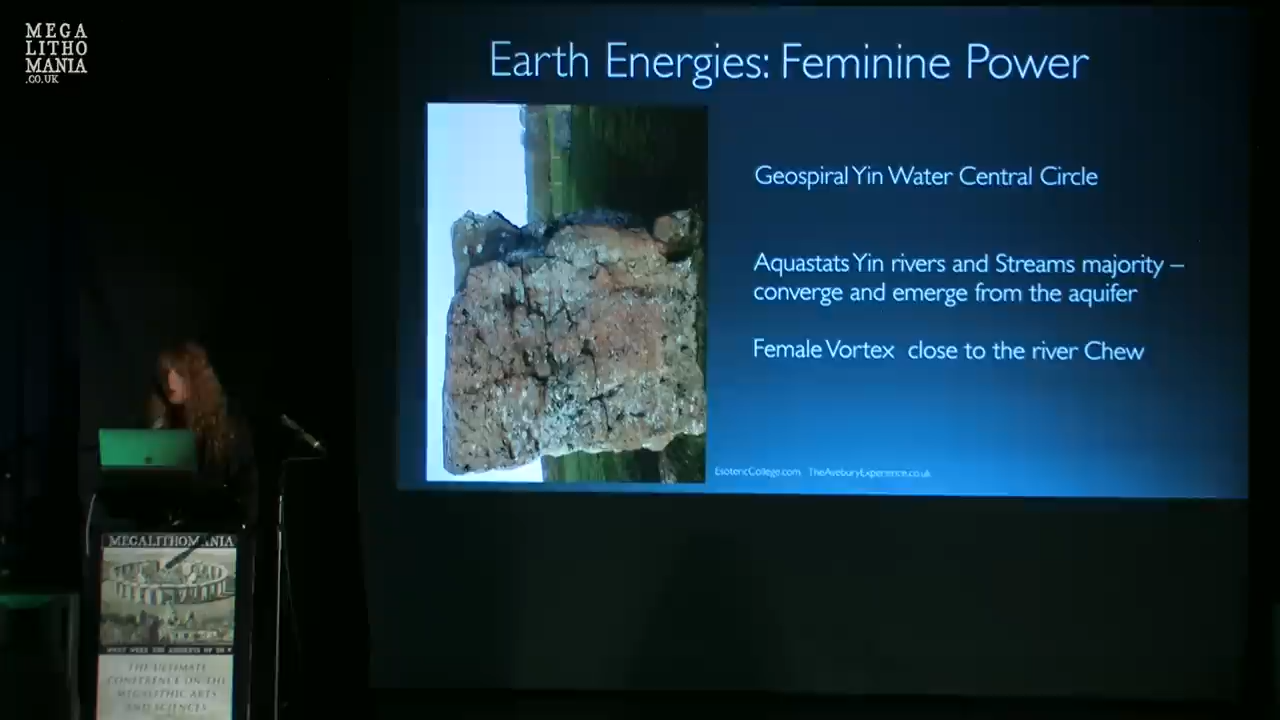 MEGA
LITHO
MANIA
.CO.UK
Earth Energies: Feminine Power
Geospiral Yin Water Central Circle
Aquastats Yin rivers and Streams majority –
converge and emerge from the aquifer
Female Vortex close to the river Chew
EsotericCollege.com TheAveburyExperience.co.uk
MEGALITHOMANIA
THE ULTIMATE
CONFERENCE ON THE
MEGALITHIC ARTS
AND SCIENCES